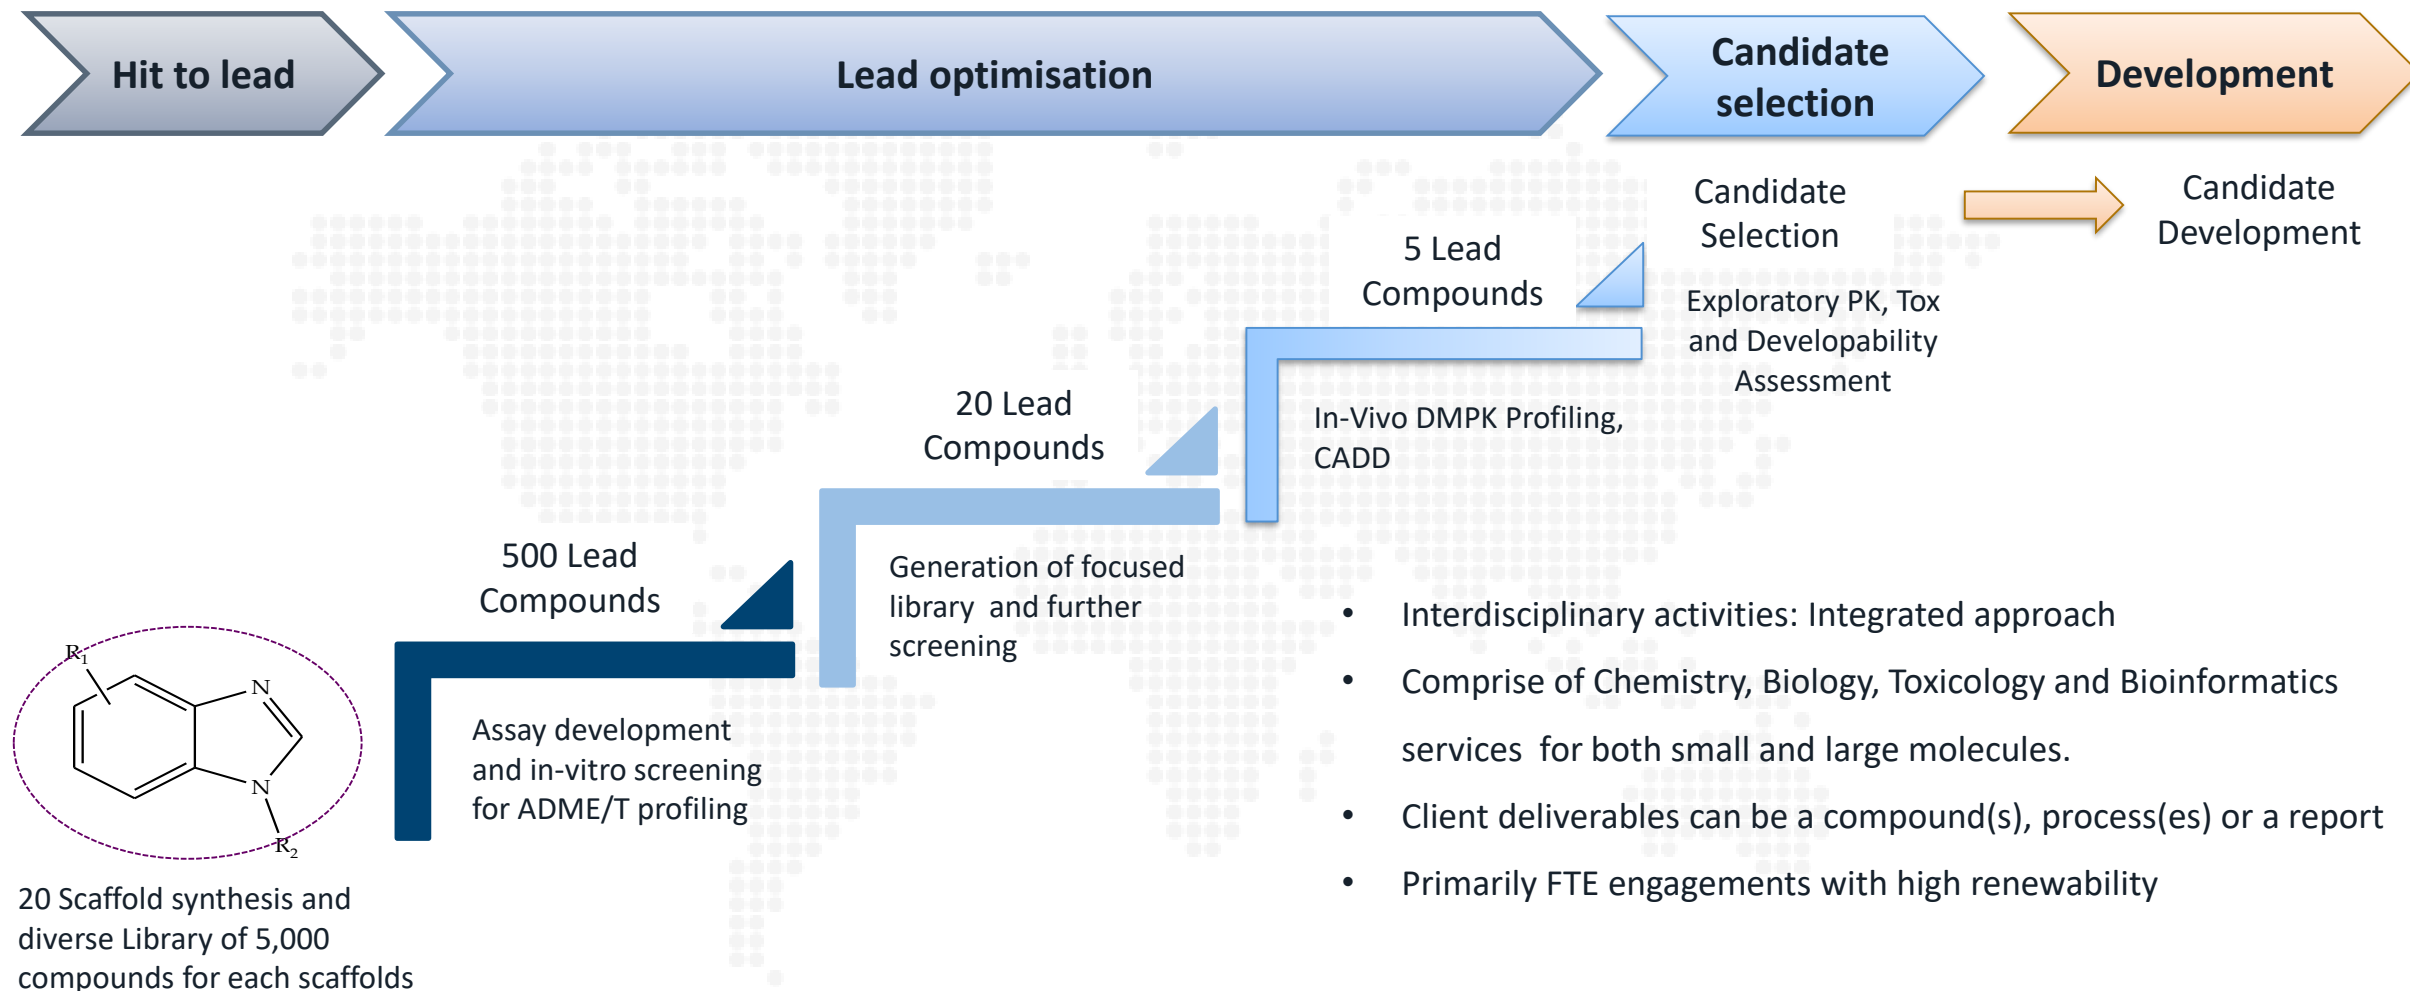 Hit to lead
Lead optimisation
Candidate
selection
Development
Candidate
Selection
Candidate
Development
5 Lead
Compounds
Exploratory PK, Tox
and Developability
Assessment
20 Lead
Compounds
In-Vivo DMPK Profiling,
CADD
500 Lead
Compounds
Generation of focused
library  and further
screening
R1
N
N
R2
Assay development
and in-vitro screening
for ADME/T profiling
20 Scaffold synthesis and
diverse Library of 5,000
compounds for each scaffolds
• Interdisciplinary activities: Integrated approach
• Comprise of Chemistry, Biology, Toxicology and Bioinformatics
services  for both small and large molecules.
• Client deliverables can be a compound(s), process(es) or a report
• Primarily FTE engagements with high renewability